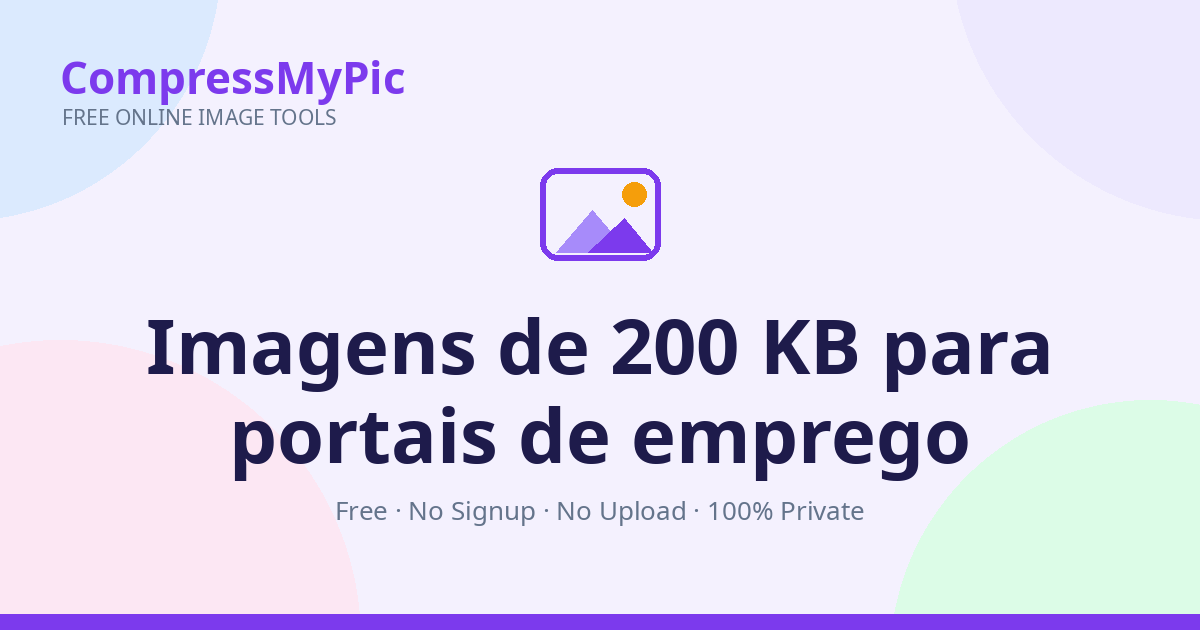 CompressMyPic
FREE ONLINE IMAGE TOOLS
Imagens de 200 KB para
portais de emprego
Free · No Signup · No Upload · 100% Private